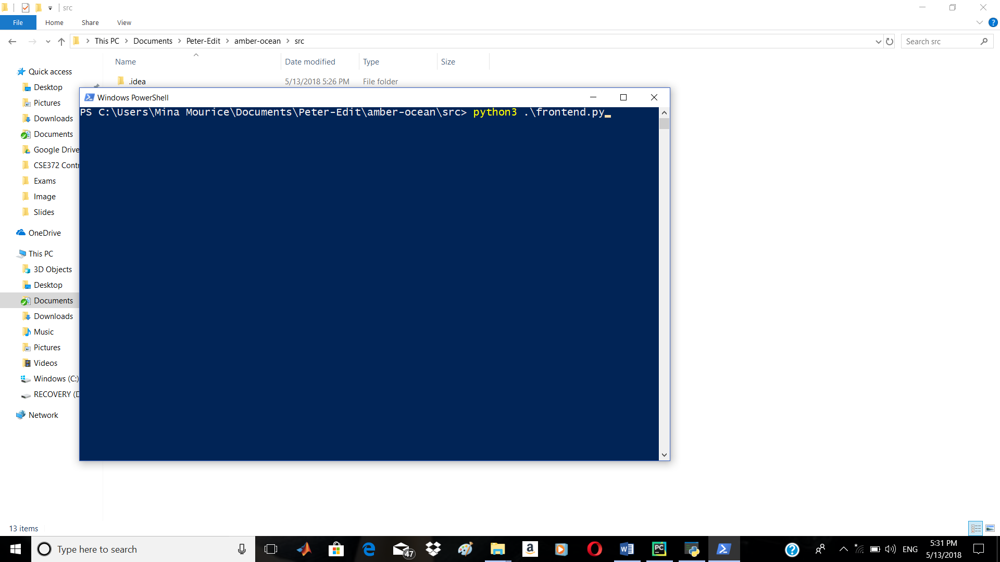 src
File Home Share View
This PC Documents Peter-Edit amber-ocean src
Search src
Name Date modified Type Size
.idea 5/13/2018 5:26 PM File folder
Quick access
Desktop
Pictures
Downloads
Documents
Google Drive
CSE372 Contr
Exams
Image
Slides
OneDrive
This PC
3D Objects
Desktop
Documents
Downloads
Music
Pictures
Videos
Windows (C:)
RECOVERY (D
Network
Windows PowerShell
PS C:\Users\Mina Mourice\Documents\Peter-Edit\amber-ocean\src> python3 .\frontend.py
13 items
Type here to search
47
PC
ENG
5:31 PM
5/13/2018